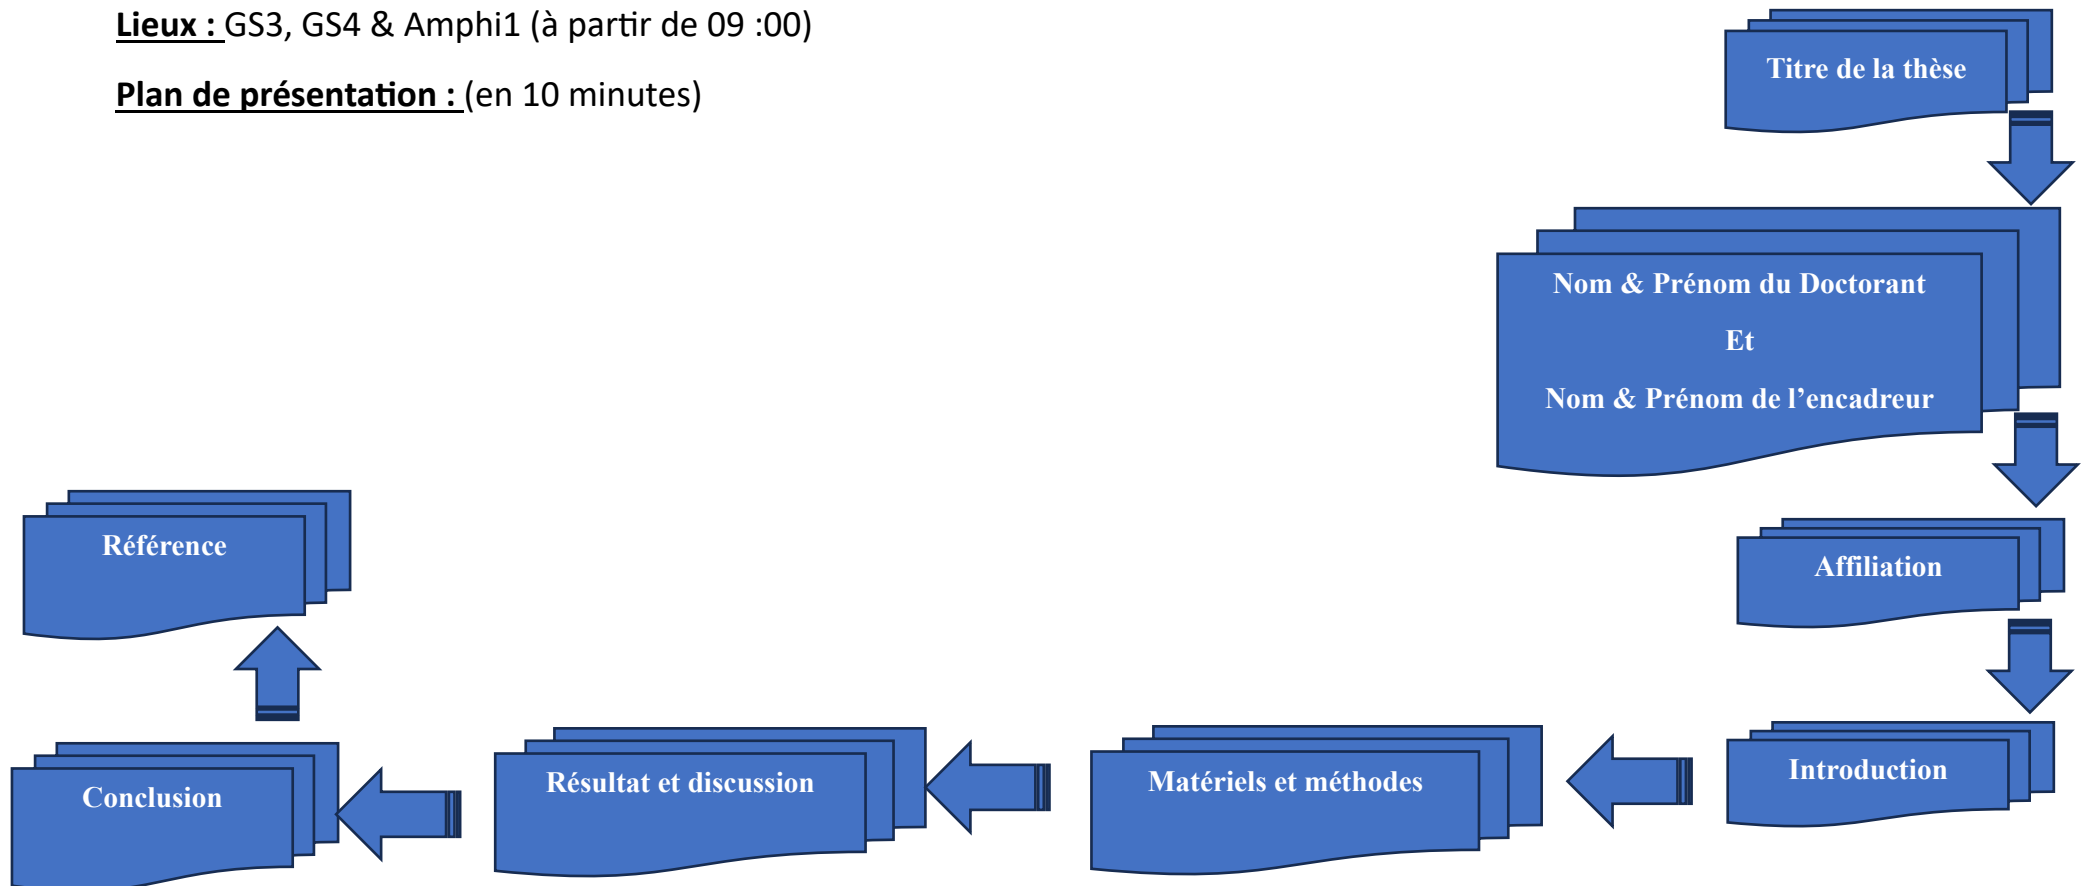 Lieux : GS3, GS4 & Amphi1 (à partir de 09 :00)
Plan de présentation : (en 10 minutes)
Titre de la thèse
Nom & Prénom du Doctorant
Et
Nom & Prénom de l’encadreur
Affiliation
Introduction
Matériels et méthodes
Résultat et discussion
Conclusion
Référence